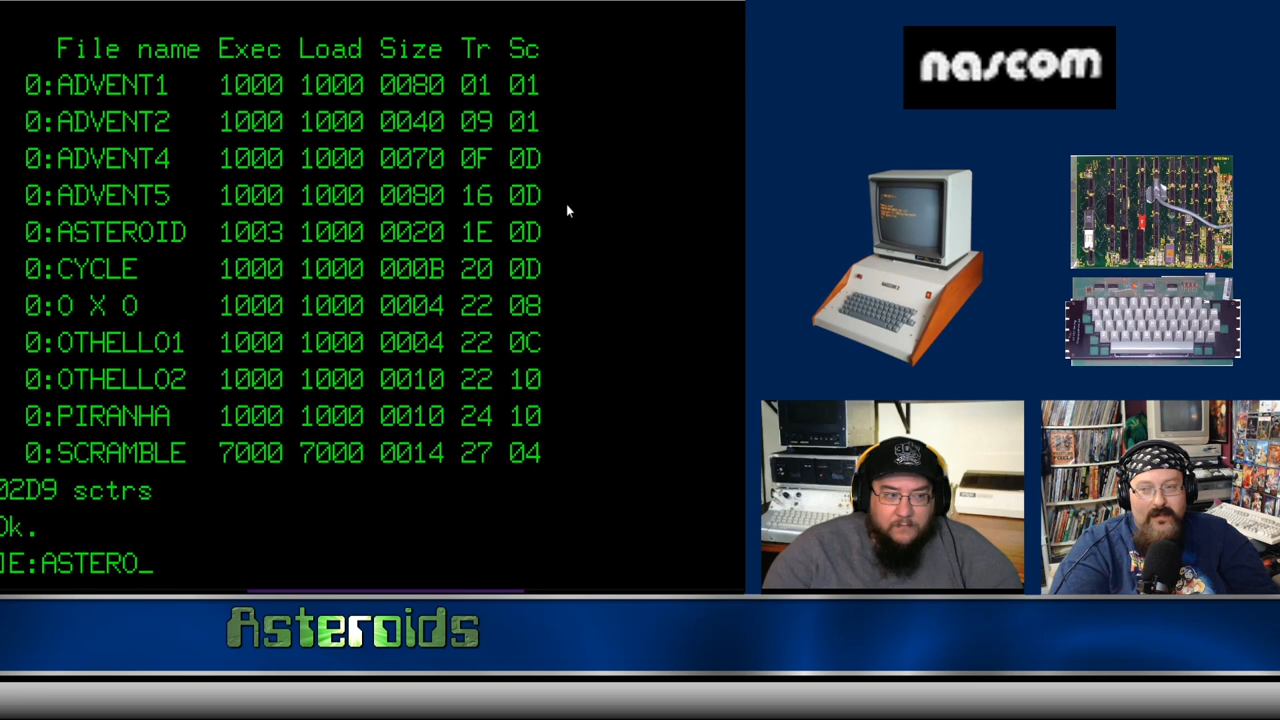 File name Exec Load Size Tr Sc
0:ADVENT1 1000 1000 0080 01 01
0:ADVENT2 1000 1000 0040 09 01
0:ADVENT4 1000 1000 0070 0F 0D
0:ADVENT5 1000 1000 0080 16 0D
0:ASTEROID 1003 1000 0020 1E 0D
0:CYCLE 1000 1000 000B 20 0D
0:O X O 1000 1000 0004 22 08
0:OTHELLO1 1000 1000 0004 22 0C
0:OTHELLO2 1000 1000 0010 22 10
0:PIRANHA 1000 1000 0010 24 10
0:SCRAMBLE 7000 7000 0014 27 04
02D9 sctrs
Ok.
]E:ASTERO_
nascom
Asteroids